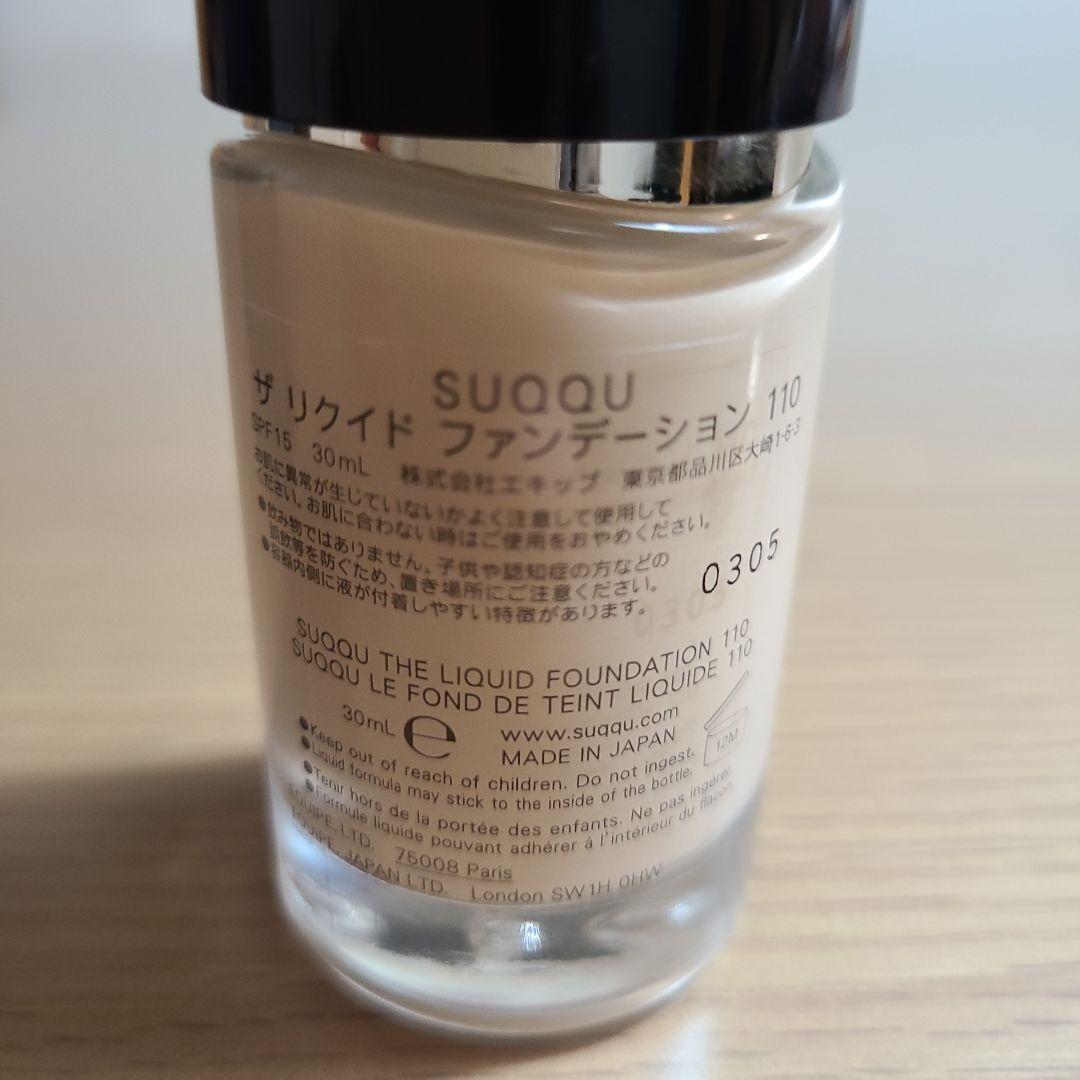 SUQQU
ザ リクイド ファンデーション 110
SPF15 30mL 株式会社エキップ 東京都品川区大崎1-6-3
お肌に異常が生じていないかよく注意して使用して
ください。お肌に合わない時はご使用をおやめください。
●飲み物ではありません。子供や認知症の方などの
誤飲等を防ぐため、置き場所にご注意ください。
●容器内側に液が付着しやすい特徴があります。
0305
SUQQU THE LIQUID FOUNDATION 110
SUQQU LE FOND DE TEINT LIQUIDE 110
30mL ℮ www.suqqu.com
MADE IN JAPAN
12M
●Keep out of reach of children. Do not ingest.
●Liquid formula may stick to the inside of the bottle.
●Tenir hors de la portée des enfants. Ne pas ingérer.
●Formule liquide pouvant adhérer à l'intérieur du flacon.
EQUIPE, LTD. 75008 Paris
EQUIPE, JAPAN LTD. London SW1H 0HW